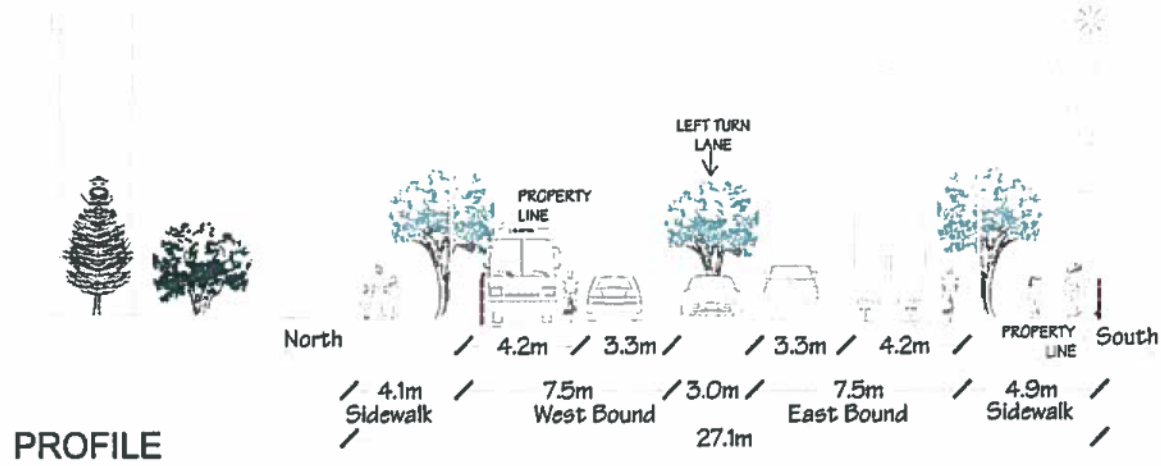 LEFT TURN
LANE
PROPERTY
LINE
North
4.2m 3.3m 3.3m 4.2m
PROPERTY
LINE
South
4.1m 7.5m 3.0m 7.5m 4.9m
Sidewalk West Bound East Bound Sidewalk
27.1m
PROFILE